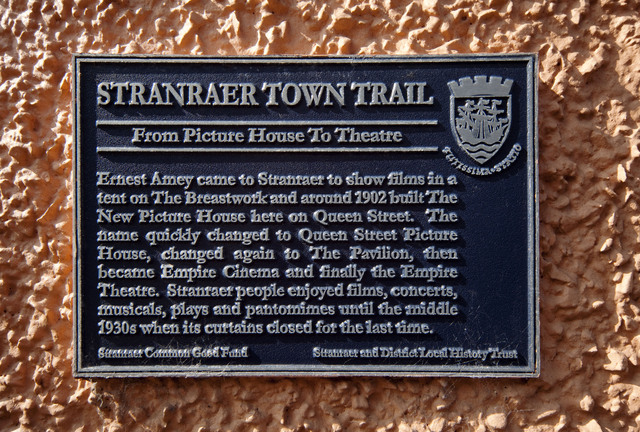 STRANRAER TOWN TRAIL
From Picture House To Theatre
Ernest Amey came to Stranraer to show films in a
tent on The Breastwork and around 1902 built The
New Picture House here on Queen Street. The
name quickly changed to Queen Street Picture
House, changed again to The Pavilion, then
became Empire Cinema and finally the Empire
Theatre. Stranraer people enjoyed films, concerts,
musicals, plays and pantomimes until the middle
1930s when its curtains closed for the last time.
Stranraer Common Good Fund
Stranraer and District Local History Trust